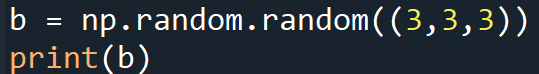 b = np.random.random((3,3,3))
print(b)